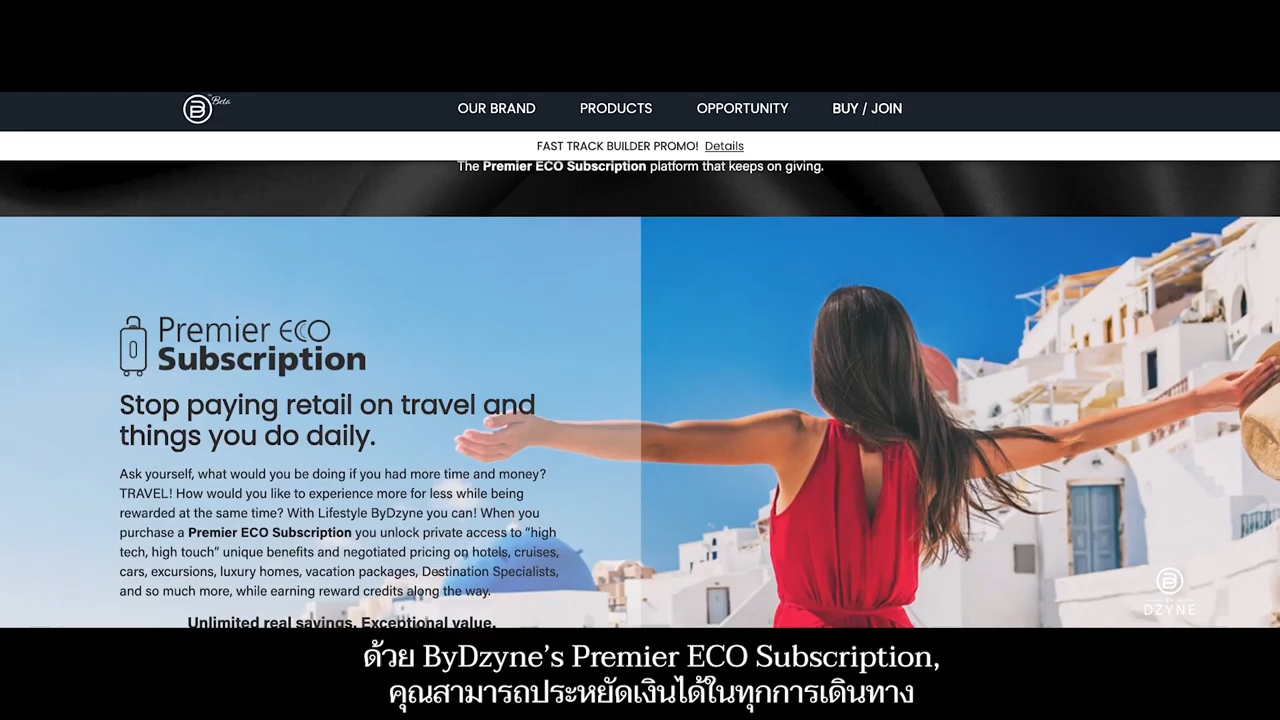 B Beta
OUR BRAND PRODUCTS OPPORTUNITY BUY / JOIN
FAST TRACK BUILDER PROMO! Details
The Premier ECO Subscription platform that keeps on giving.
Premier ECO
Subscription
Stop paying retail on travel and
things you do daily.
Ask yourself, what would you be doing if you had more time and money?
TRAVEL! How would you like to experience more for less while being
rewarded at the same time? With Lifestyle ByDzyne you can! When you
purchase a Premier ECO Subscription you unlock private access to “high
tech, high touch” unique benefits and negotiated pricing on hotels, cruises,
cars, excursions, luxury homes, vacation packages, Destination Specialists,
and so much more, while earning reward credits along the way.
Unlimited real savings. Exceptional value.
B
BY
DZYNE
ด้วย ByDzyne’s Premier ECO Subscription,
คุณสามารถประหยัดเงินได้ในทุกการเดินทาง